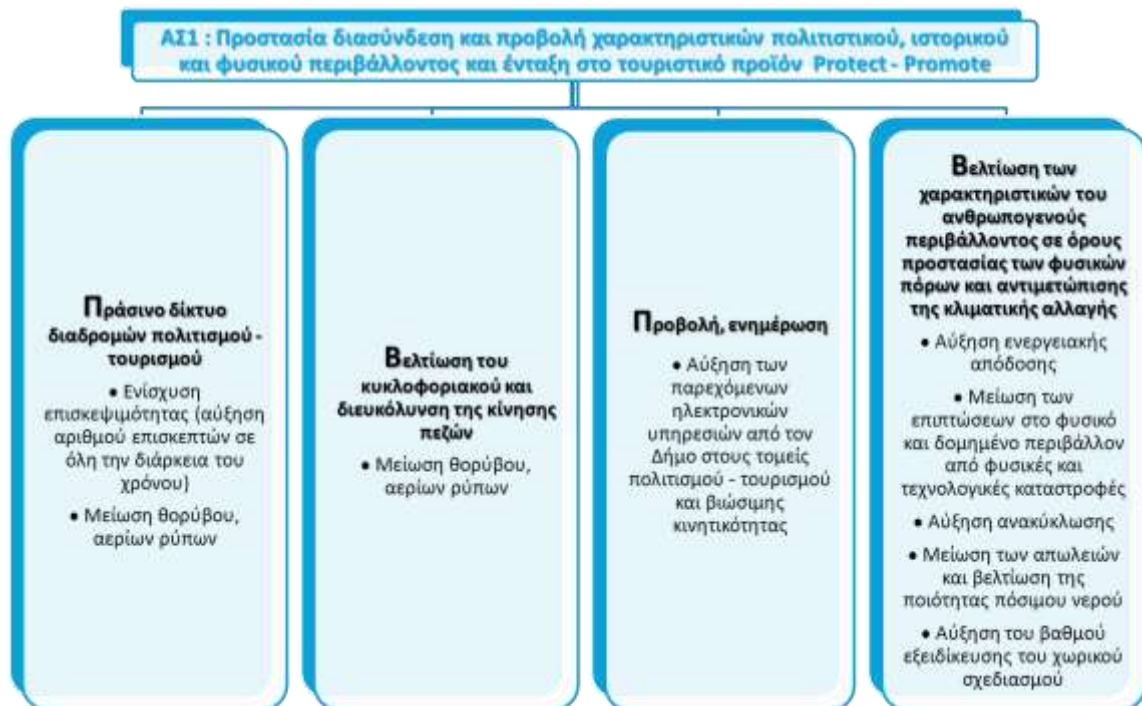 ΑΣ1 : Προστασία διασύνδεση και προβολή χαρακτηριστικών πολιτιστικού, ιστορικού
και φυσικού περιβάλλοντος και ένταξη στο τουριστικό προϊόν Protect - Promote
Πράσινο δίκτυο
διαδρομών πολιτισμού -
τουρισμού
• Ενίσχυση
επισκεψιμότητας (αύξηση
αριθμού επισκεπτών σε
όλη την διάρκεια του
χρόνου)
• Μείωση θορύβου,
αερίων ρύπων
Βελτίωση του
κυκλοφοριακού και
διευκόλυνση της κίνησης
πεζών
• Μείωση θορύβου,
αερίων ρύπων
Προβολή, ενημέρωση
• Αύξηση των
παρεχόμενων
ηλεκτρονικών
υπηρεσιών από τον
Δήμο στους τομείς
πολιτισμού - τουρισμού
και βιώσιμης
κινητικότητας
Βελτίωση των
χαρακτηριστικών του
ανθρωπογενούς
περιβάλλοντος σε όρους
προστασίας των φυσικών
πόρων και αντιμετώπισης
της κλιματικής αλλαγής
• Αύξηση ενεργειακής
απόδοσης
• Μείωση των
επιπτώσεων στο φυσικό
και δομημένο περιβάλλον
από φυσικές και
τεχνολογικές καταστροφές
• Αύξηση ανακύκλωσης
• Μείωση των απωλειών
και βελτίωση της
ποιότητας πόσιμου νερού
• Αύξηση του βαθμού
εξειδίκευσης του χωρικού
σχεδιασμού